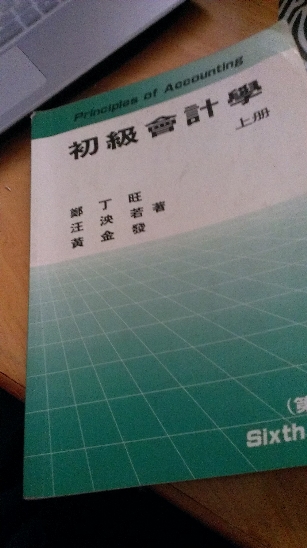 Principles of Accounting
初級會計學
上冊
鄭丁旺
汪泱若 著
黃金發
(第
Sixth